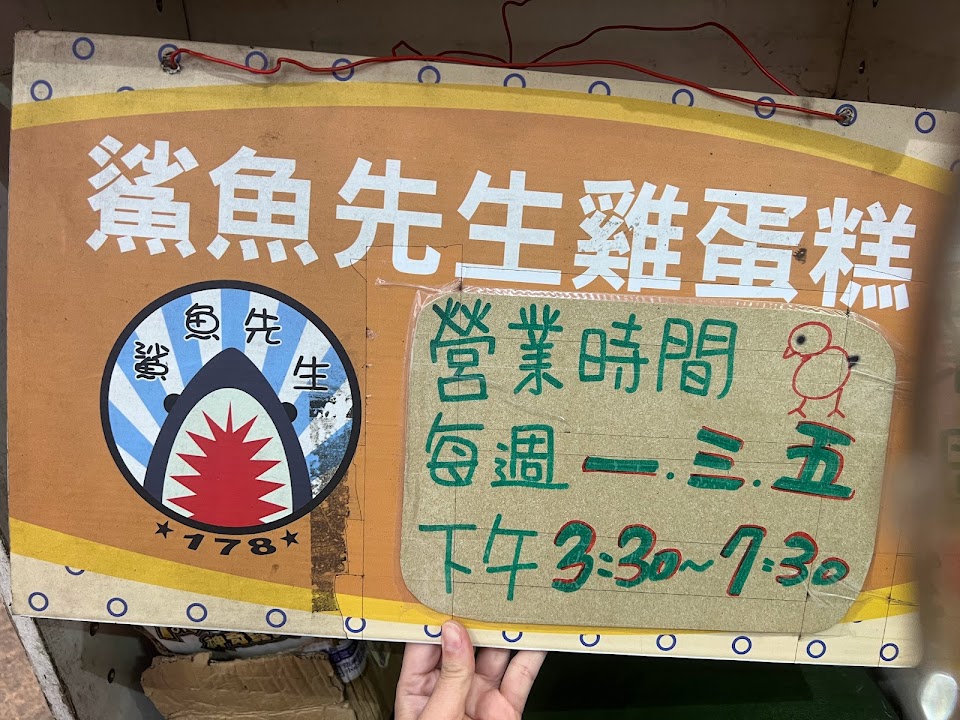 鯊魚先生雞蛋糕
鯊魚先生
178
營業時間
每週一.三.五
下午3:30~7:30